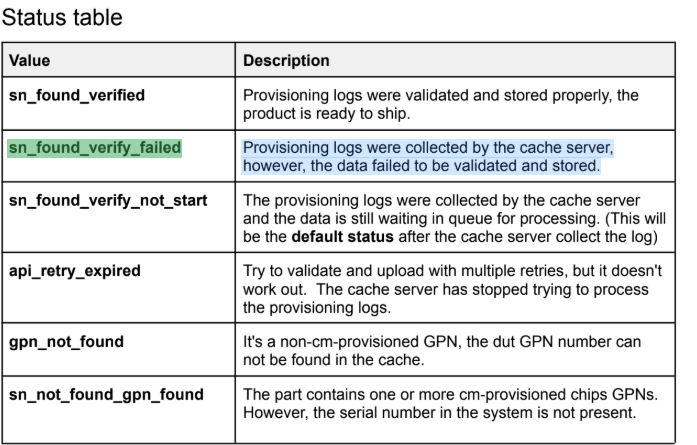 Status table
Value
Description
sn_found_verified
Provisioning logs were validated and stored properly, the
product is ready to ship.
sn_found_verify_failed
Provisioning logs were collected by the cache server,
however, the data failed to be validated and stored.
sn_found_verify_not_start
The provisioning logs were collected by the cache server
and the data is still waiting in queue for processing. (This will
be the default status after the cache server collect the log)
api_retry_expired
Try to validate and upload with multiple retries, but it doesn't
work out.  The cache server has stopped trying to process
the provisioning logs.
gpn_not_found
It's a non-cm-provisioned GPN, the dut GPN number can
not be found in the cache.
sn_not_found_gpn_found
The part contains one or more cm-provisioned chips GPNs.
However, the serial number in the system is not present.